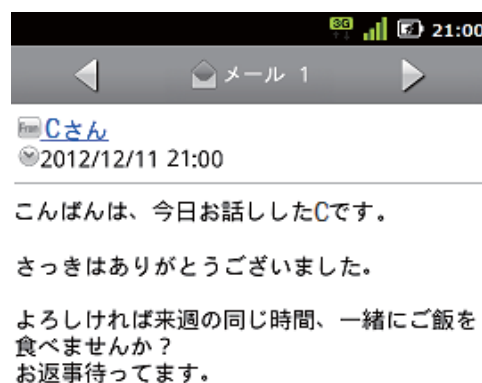 3G 21:00
メール 1
From Cさん
2012/12/11 21:00
こんばんは、今日お話ししたCです。
さっきはありがとうございました。
よろしければ来週の同じ時間、一緒にご飯を
食べませんか？
お返事待ってます。